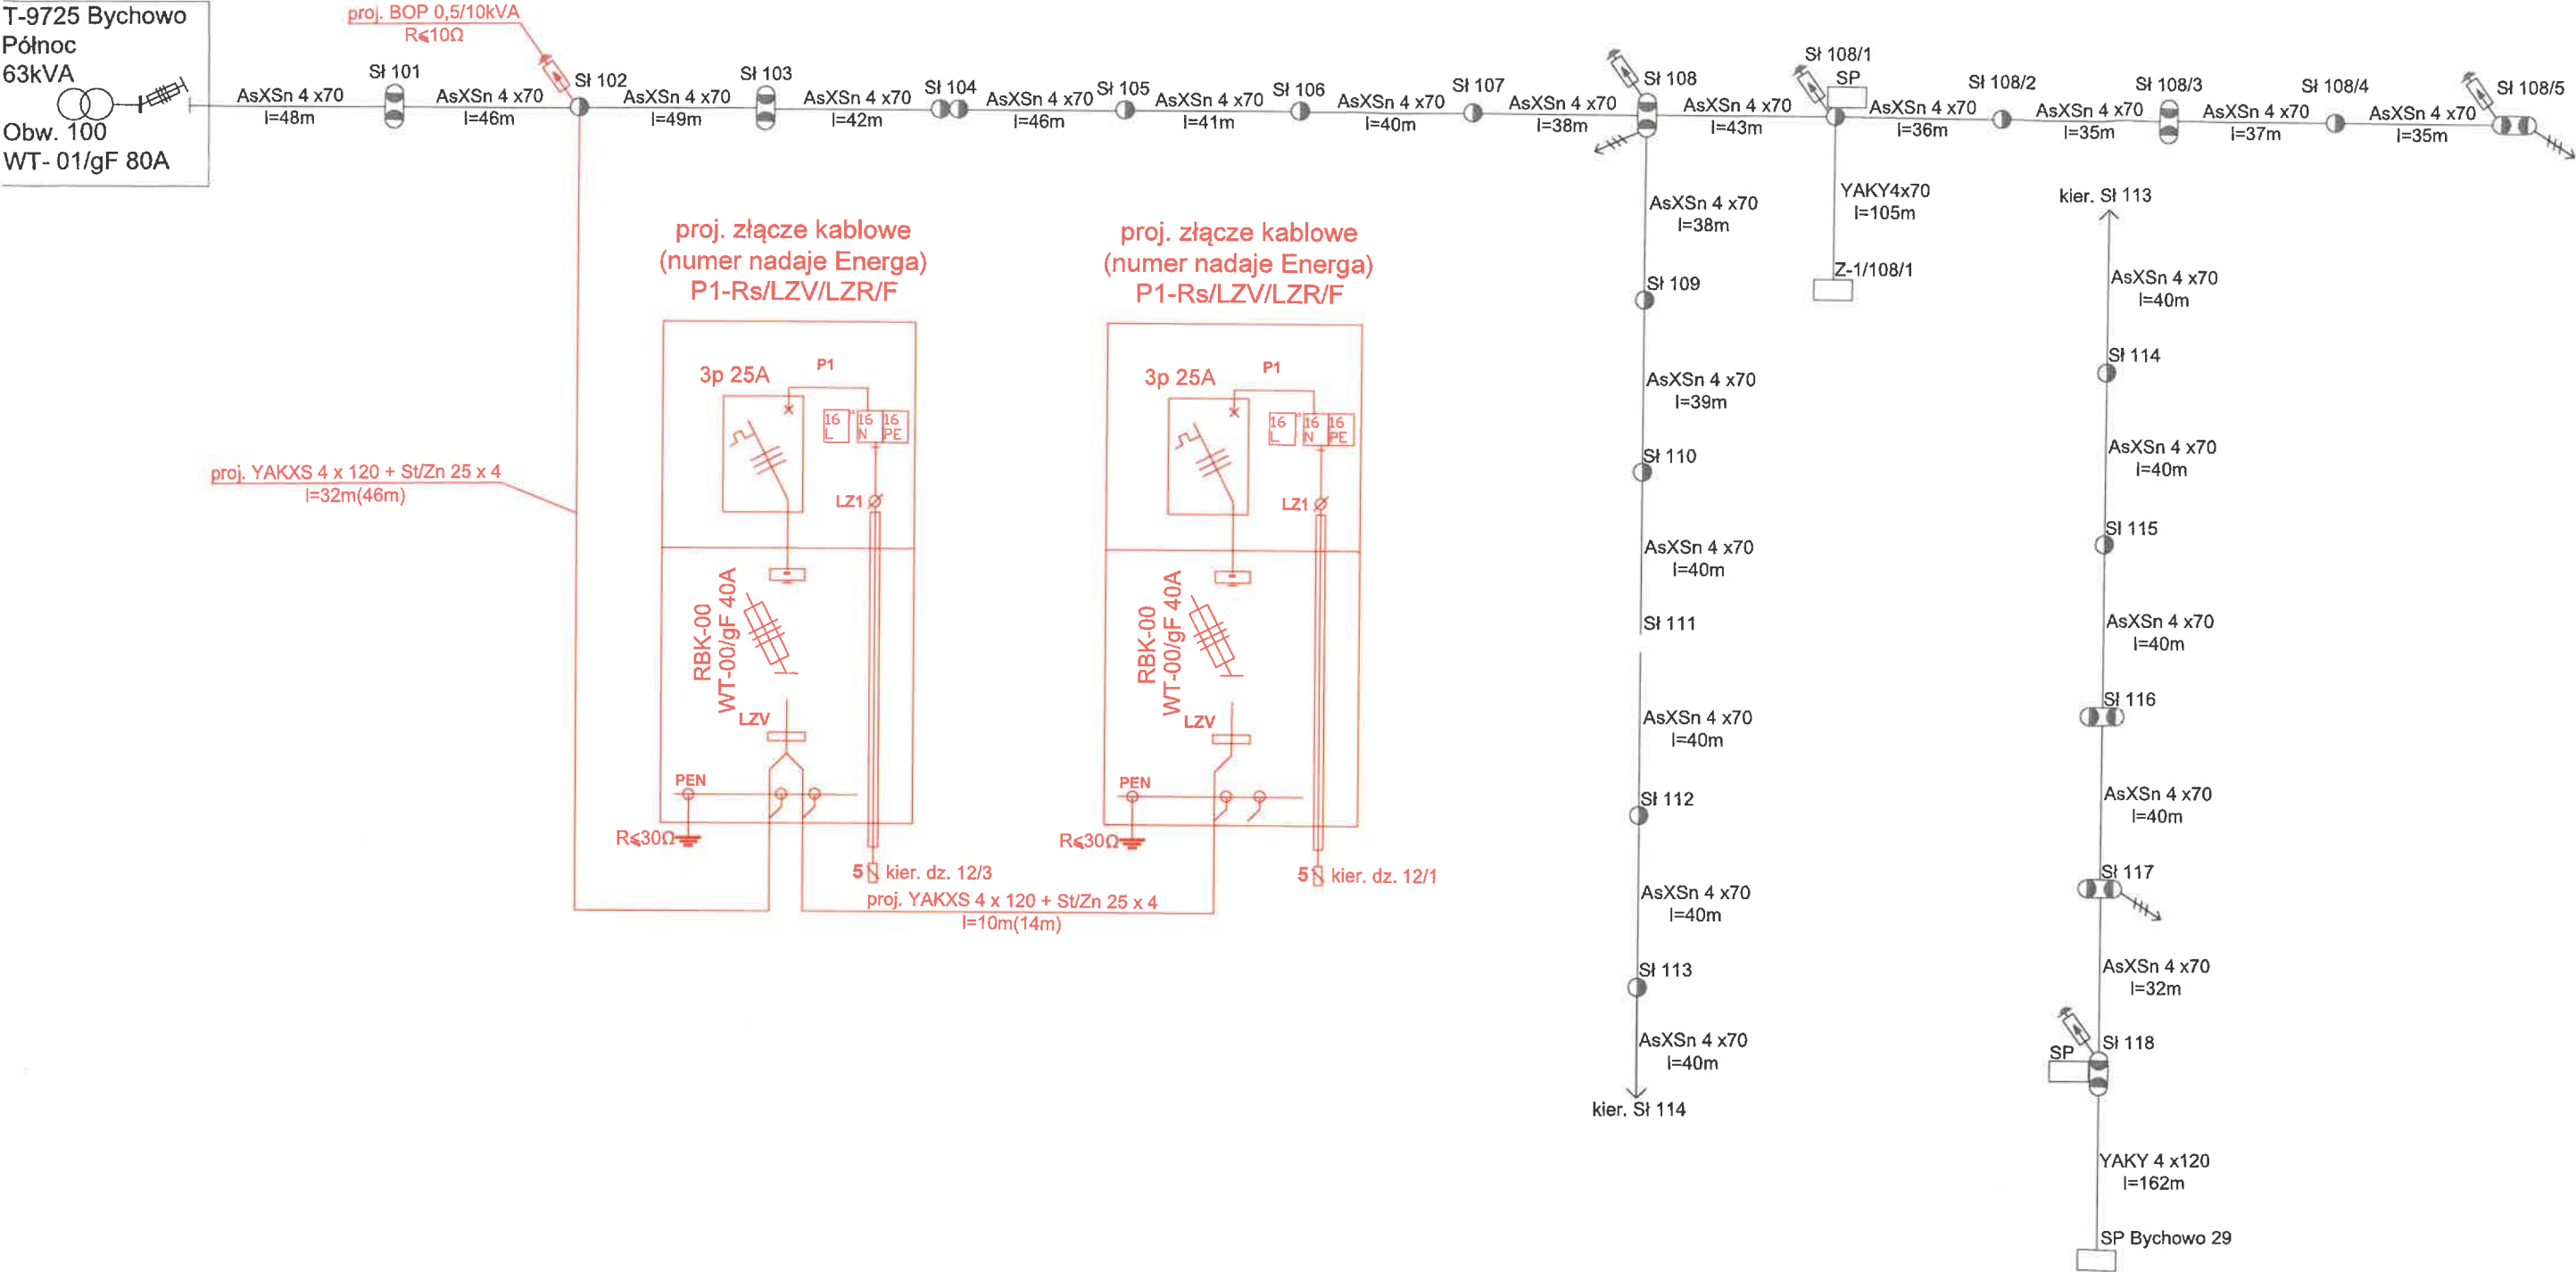 T-9725 Bychowo
Północ
63kVA
Obw. 100
WT- 01/gF 80A
proj. BOP 0,5/10kVA
R⩽10Ω
AsXSn 4 x70
l=48m
Sł 101
AsXSn 4 x70
l=46m
Sł 102
AsXSn 4 x70
l=49m
Sł 103
AsXSn 4 x70
l=42m
Sł 104
AsXSn 4 x70
l=46m
Sł 105
AsXSn 4 x70
l=41m
Sł 106
AsXSn 4 x70
l=40m
Sł 107
AsXSn 4 x70
l=38m
Sł 108
AsXSn 4 x70
l=43m
Sł 108/1
SP
AsXSn 4 x70
l=36m
Sł 108/2
AsXSn 4 x70
l=35m
Sł 108/3
AsXSn 4 x70
l=37m
Sł 108/4
AsXSn 4 x70
l=35m
Sł 108/5
YAKY4x70
l=105m
Z-1/108/1
proj. YAKXS 4 x 120 + St/Zn 25 x 4
l=32m(46m)
proj. złącze kablowe
(numer nadaje Energa)
P1-Rs/LZV/LZR/F
3p 25A
P1
16 L
16 N
16 PE
LZ1
RBK-00
WT-00/gF 40A
LZV
PEN
R⩽30Ω
5 kier. dz. 12/3
proj. złącze kablowe
(numer nadaje Energa)
P1-Rs/LZV/LZR/F
3p 25A
P1
16 L
16 N
16 PE
LZ1
RBK-00
WT-00/gF 40A
LZV
PEN
R⩽30Ω
5 kier. dz. 12/1
proj. YAKXS 4 x 120 + St/Zn 25 x 4
l=10m(14m)
AsXSn 4 x70
l=38m
Sł 109
AsXSn 4 x70
l=39m
Sł 110
AsXSn 4 x70
l=40m
Sł 111
AsXSn 4 x70
l=40m
Sł 112
AsXSn 4 x70
l=40m
Sł 113
AsXSn 4 x70
l=40m
kier. Sł 114
kier. Sł 113
AsXSn 4 x70
l=40m
Sł 114
AsXSn 4 x70
l=40m
Sł 115
AsXSn 4 x70
l=40m
Sł 116
AsXSn 4 x70
l=40m
Sł 117
AsXSn 4 x70
l=32m
Sł 118
SP
YAKY 4 x120
l=162m
SP Bychowo 29